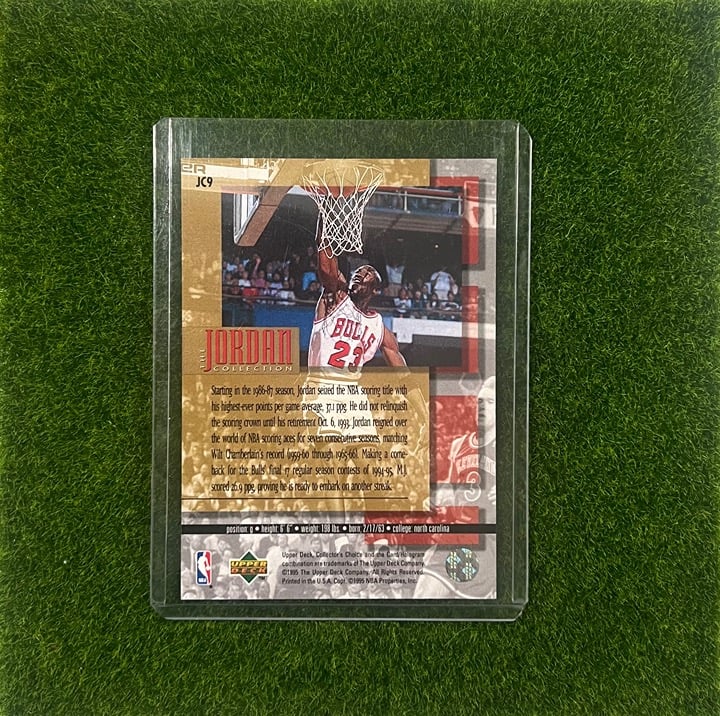 ER
JC9
BULLS
23
THE
JORDAN
COLLECTION
Starting in the 1986-87 season, Jordan seized the NBA scoring title with
his highest-ever points per game average, 37.1 ppg. He did not relinquish
the scoring crown until his retirement Oct. 6, 1993. Jordan reigned over
the world of NBA scoring aces for seven consecutive seasons, matching
Wilt Chamberlain's record (1959-60 through 1965-66). Making a come-
back for the Bulls' final 17 regular season contests of 1994-95, M.J.
scored 26.9 ppg, proving he is ready to embark on another streak.
position: g • height: 6' 6" • weight: 198 lbs • born: 2/17/63 • college: north carolina
Upper Deck, Collector's Choice and the Card/Hologram
combination are trademarks of The Upper Deck Company.
©1995 The Upper Deck Company. All Rights Reserved.
Printed in the U.S.A. Copt. ©1995 NBA Properties, Inc.
NBA
UPPER
DECK
TM